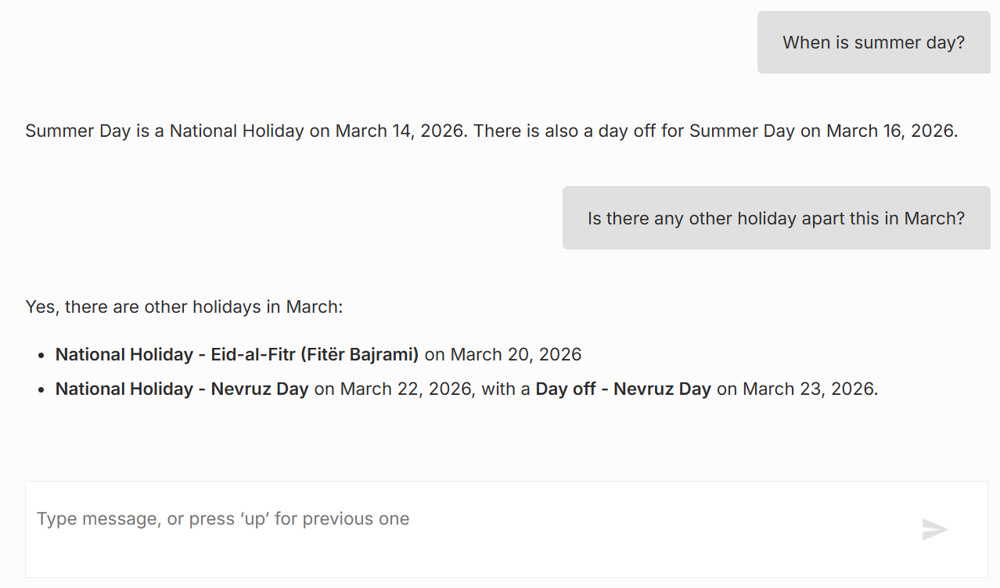 When is summer day?
Summer Day is a National Holiday on March 14, 2026. There is also a day off for Summer Day on March 16, 2026.
Is there any other holiday apart this in March?
Yes, there are other holidays in March:
• National Holiday - Eid-al-Fitr (Fitër Bajrami) on March 20, 2026
• National Holiday - Nevruz Day on March 22, 2026, with a Day off - Nevruz Day on March 23, 2026.
Type message, or press ‘up’ for previous one